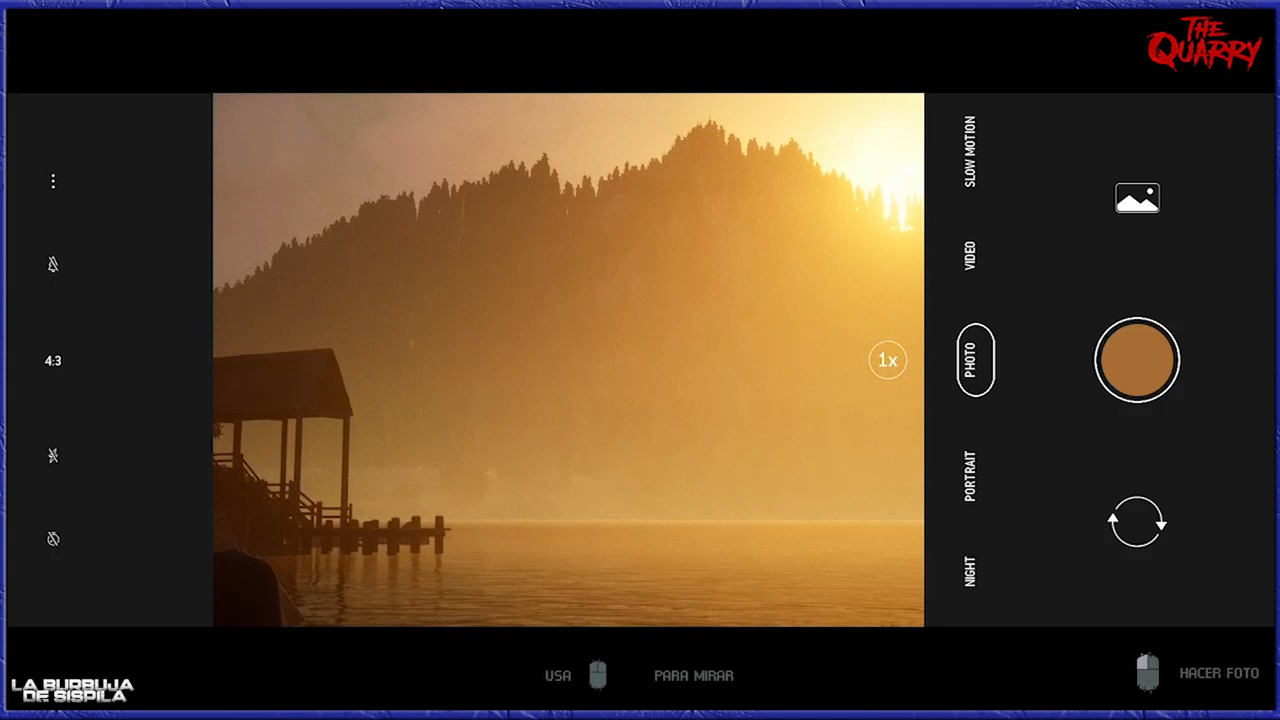 THE
QUARRY
SLOW MOTION
VIDEO
4:3
1x
PHOTO
PORTRAIT
NIGHT
USA PARA MIRAR
HACER FOTO
LA BURBUJA
DE SISPILA